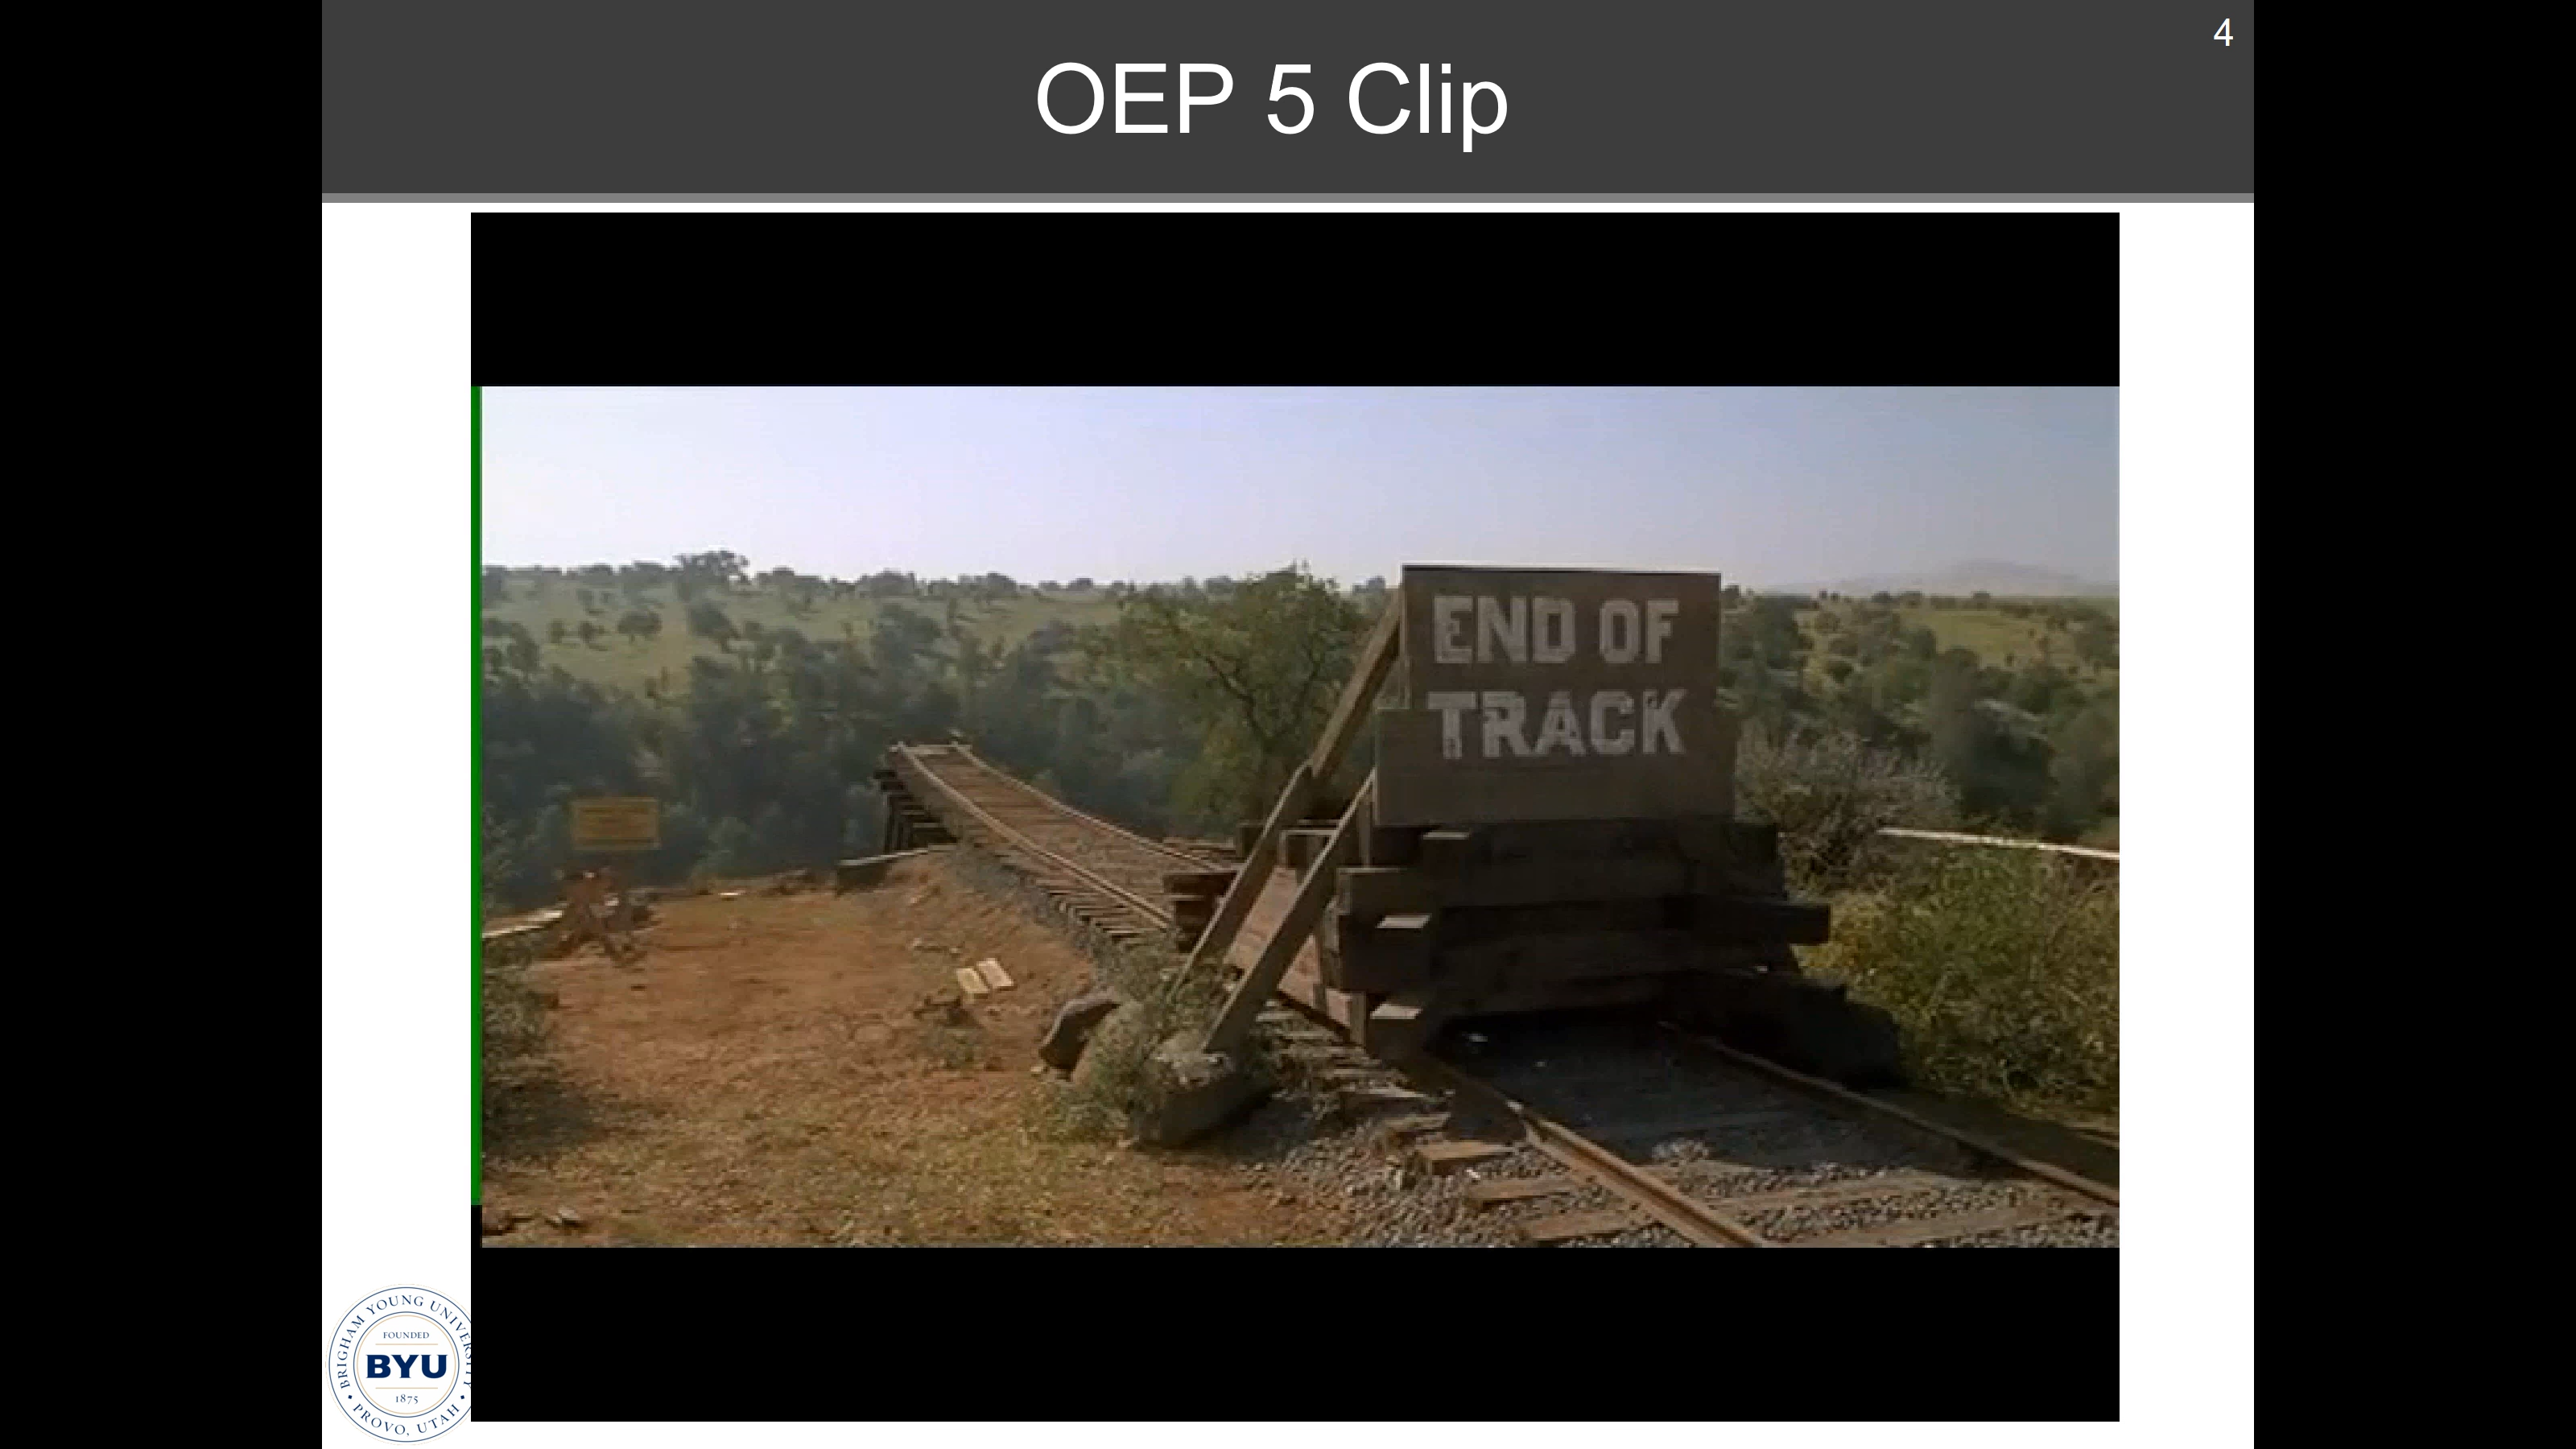 4
OEP 5 Clip
END OF
TRACK
BRIGHAM YOUNG UNIVERSITY
FOUNDED
BYU
1875
PROVO, UTAH